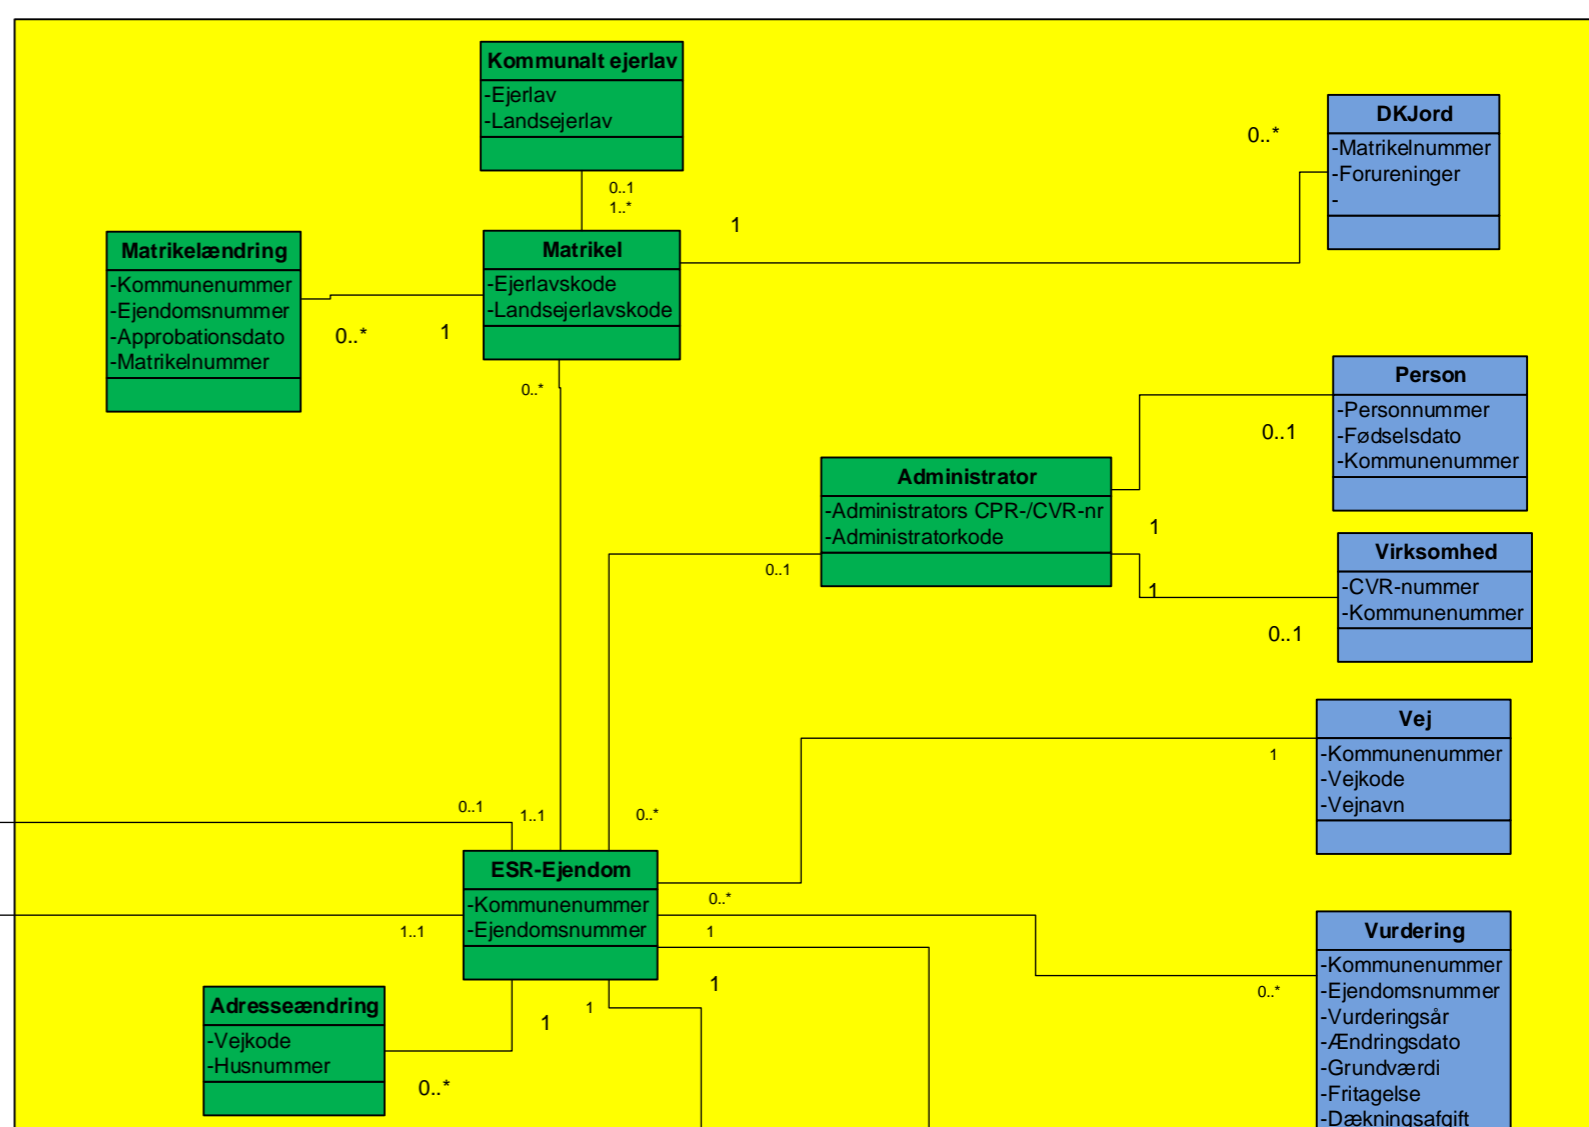 Kommunalt ejerlav
-Ejerlav
-Landsejerlav
0..1
1..*
DKJord
-Matrikelnummer
-Forureninger
-
0..*
1
Matrikelændring
-Kommunenummer
-Ejendomsnummer
-Approbationsdato
-Matrikelnummer
0..*
1
Matrikel
-Ejerlavskode
-Landsejerlavskode
0..*
Person
-Personnummer
-Fødselsdato
-Kommunenummer
0..1
Administrator
-Administrators CPR-/CVR-nr
-Administratorkode
1
0..1
1
Virksomhed
-CVR-nummer
-Kommunenummer
0..1
Vej
-Kommunenummer
-Vejkode
-Vejnavn
1
0..1
1..1
0..*
ESR-Ejendom
-Kommunenummer
-Ejendomsnummer
0..*
1..1
1
1
1
1
Vurdering
-Kommunenummer
-Ejendomsnummer
-Vurderingsår
-Ændringsdato
-Grundværdi
-Fritagelse
-Dækningsafgift
0..*
Adresseændring
-Vejkode
-Husnummer
0..*